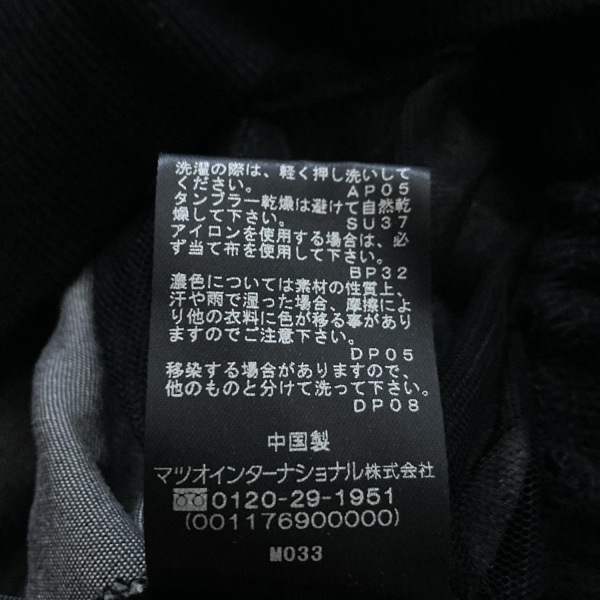 洗濯の際は、軽く押し洗いして
ください。 AP05
タンブラー乾燥は避けて自然乾
燥して下さい。 SU37
アイロンを使用する場合は、必
ず当て布を使用して下さい。
BP32
濃色については素材の性質上、
汗や雨で湿った場合、摩擦によ
り他の衣料に色が移る事があり
ますのでご注意下さい。
DP05
移染する場合がありますので、
他のものと分けて洗って下さい。
DP08
中国製
マツオインターナショナル株式会社
0120-29-1951
(001176900000)
M033